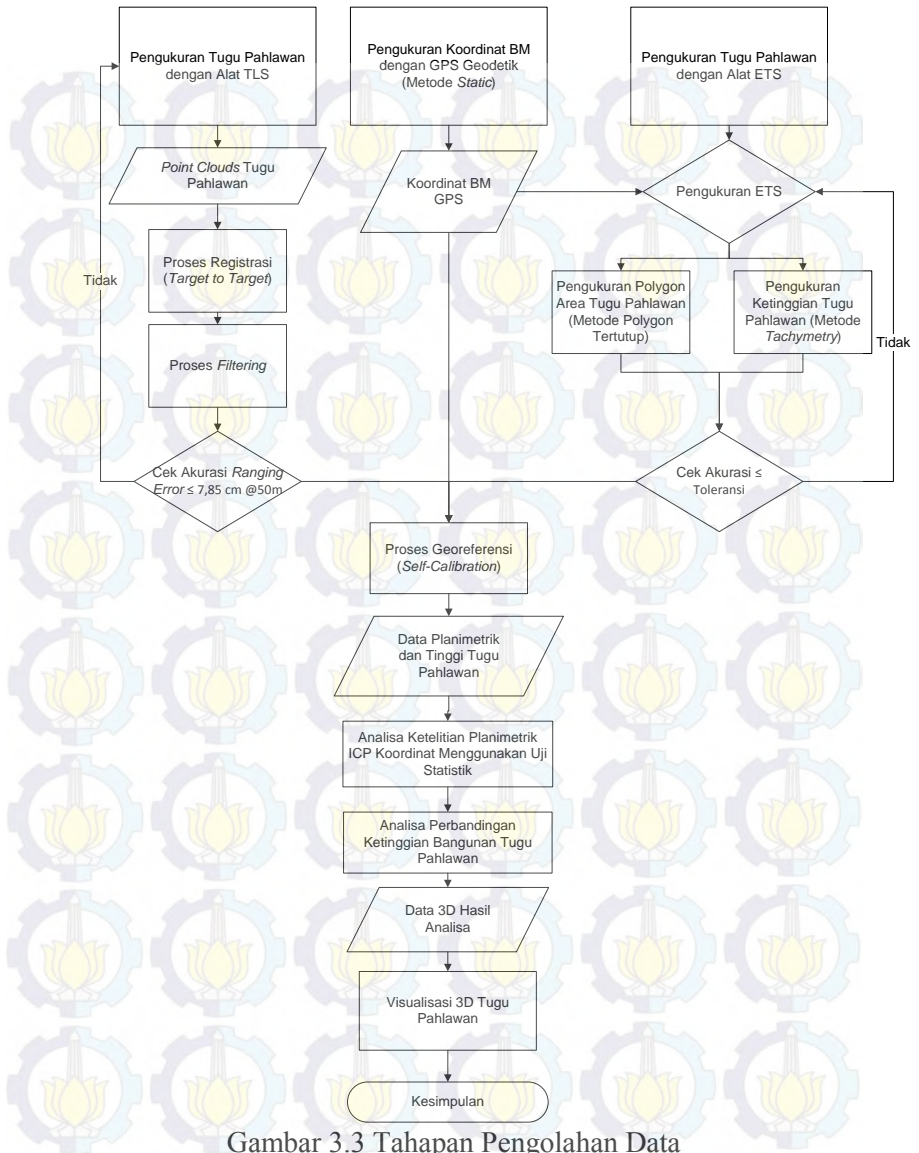 Pengukuran Tugu Pahlawan
dengan Alat TLS
Pengukuran Koordinat BM
dengan GPS Geodetik
(Metode Static)
Pengukuran Tugu Pahlawan
dengan Alat ETS
Point Clouds Tugu
Pahlawan
Koordinat BM
GPS
Pengukuran ETS
Proses Registrasi
(Target to Target)
Tidak
Pengukuran Polygon
Area Tugu Pahlawan
(Metode Polygon
Tertutup)
Pengukuran
Ketinggian Tugu
Pahlawan (Metode
Tachymetry)
Tidak
Proses Filtering
Cek Akurasi Ranging
Error ≤ 7,85 cm @50m
Cek Akurasi ≤
Toleransi
Proses Georeferensi
(Self-Calibration)
Data Planimetrik
dan Tinggi Tugu
Pahlawan
Analisa Ketelitian Planimetrik
ICP Koordinat Menggunakan Uji
Statistik
Analisa Perbandingan
Ketinggian Bangunan Tugu
Pahlawan
Data 3D Hasil
Analisa
Visualisasi 3D Tugu
Pahlawan
Kesimpulan
Gambar 3.3 Tahapan Pengolahan Data